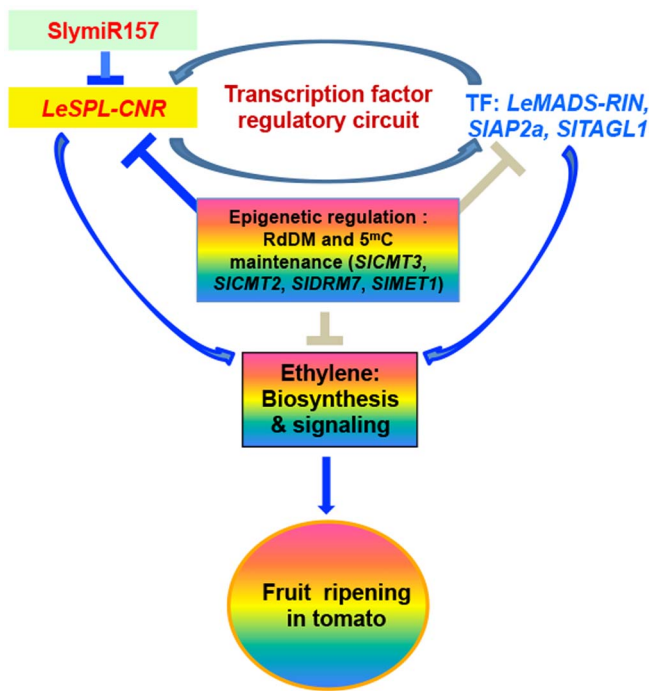 SlymiR157
LeSPL-CNR
Transcription factor
regulatory circuit
TF: LeMADS-RIN,
SlAP2a, SlTAGL1
Epigenetic regulation :
RdDM and 5ᵐC
maintenance (SlCMT3,
SlCMT2, SlDRM7, SlMET1)
Ethylene:
Biosynthesis
& signaling
Fruit ripening
in tomato